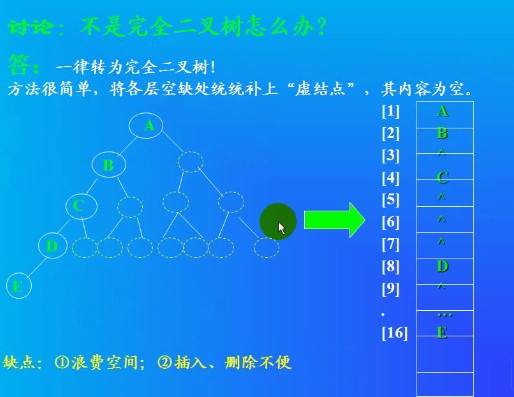 讨论：不是完全二叉树怎么办？
答：--一律转为完全二叉树！
方法很简单，将各层空缺处统统补上“虚结点”，其内容为空。
A
B
C
D
E
[1] A
[2] B
[3] ^
[4] C
[5] ^
[6] ^
[7] ^
[8] D
[9] ^
. …
[16] E
缺点：①浪费空间；②插入、删除不便